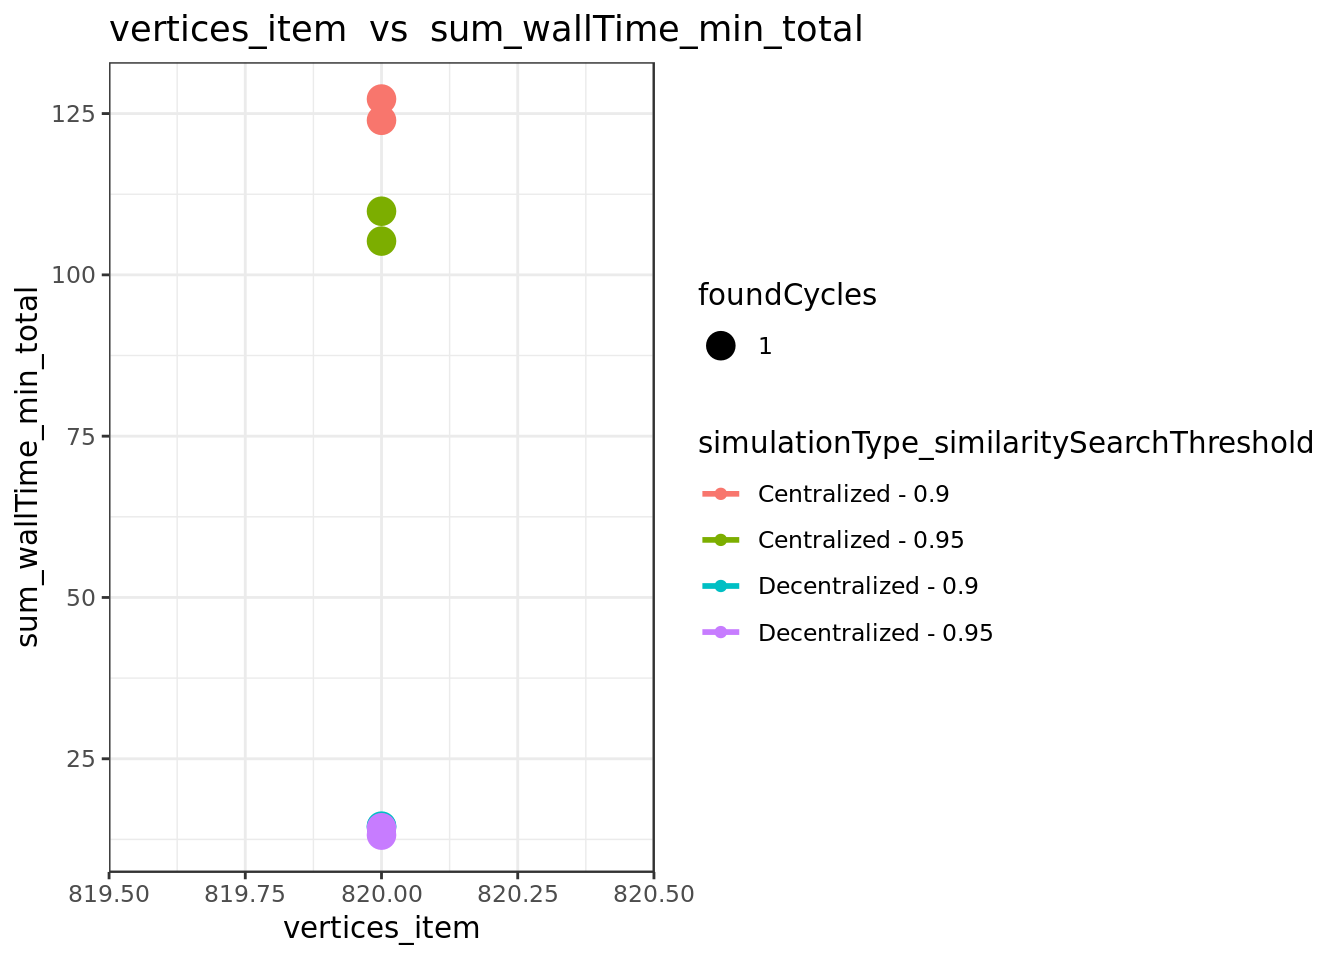 vertices_item vs sum_wallTime_min_total
125
100
75
50
25
sum_wallTime_min_total
819.50 819.75 820.00 820.25 820.50
vertices_item
foundCycles
1
simulationType_similaritySearchThreshold
Centralized - 0.9
Centralized - 0.95
Decentralized - 0.9
Decentralized - 0.95